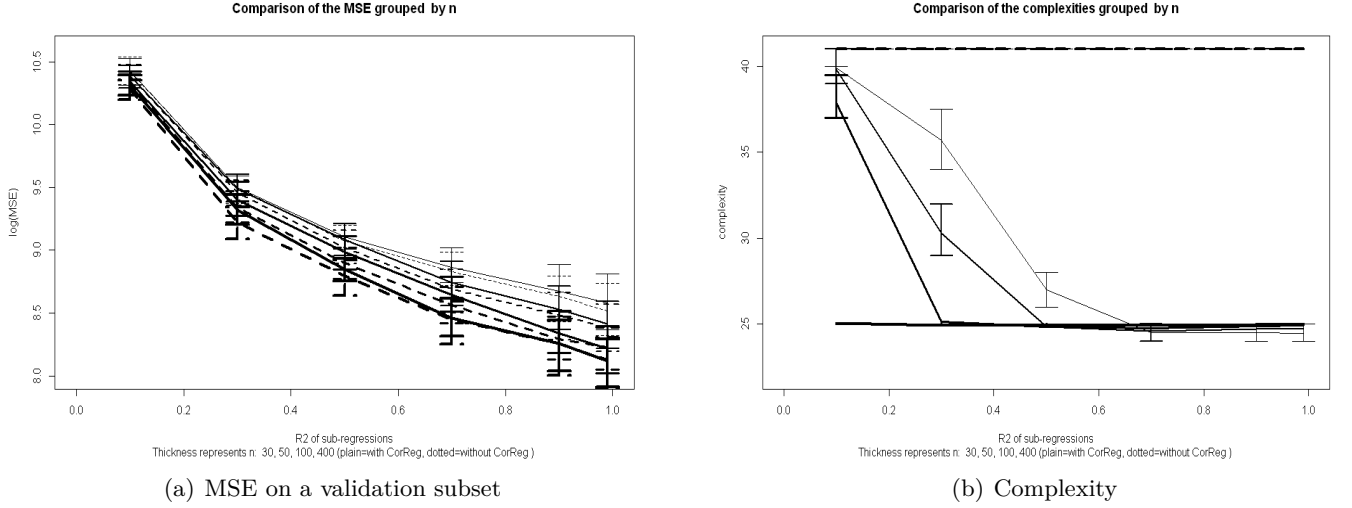 Comparison of the MSE grouped by n
log(MSE)
10.5
10.0
9.5
9.0
8.5
8.0
0.0 0.2 0.4 0.6 0.8 1.0
R2 of sub-regressions
Thickness represents n: 30, 50, 100, 400 (plain=with CorReg, dotted=without CorReg )
(a) MSE on a validation subset
Comparison of the complexities grouped by n
complexity
40
35
30
25
0.0 0.2 0.4 0.6 0.8 1.0
R2 of sub-regressions
Thickness represents n: 30, 50, 100, 400 (plain=with CorReg, dotted=without CorReg )
(b) Complexity